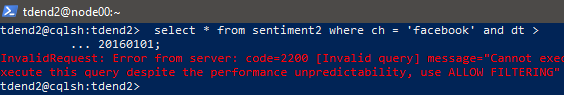 tdend2@node00:~
tdend2@cqlsh:tdend2>  select * from sentiment2 where ch = 'facebook' and dt >
... 20160101;
InvalidRequest: Error from server: code=2200 [Invalid query] message="Cannot exec
xecute this query despite the performance unpredictability, use ALLOW FILTERING"
tdend2@cqlsh:tdend2>